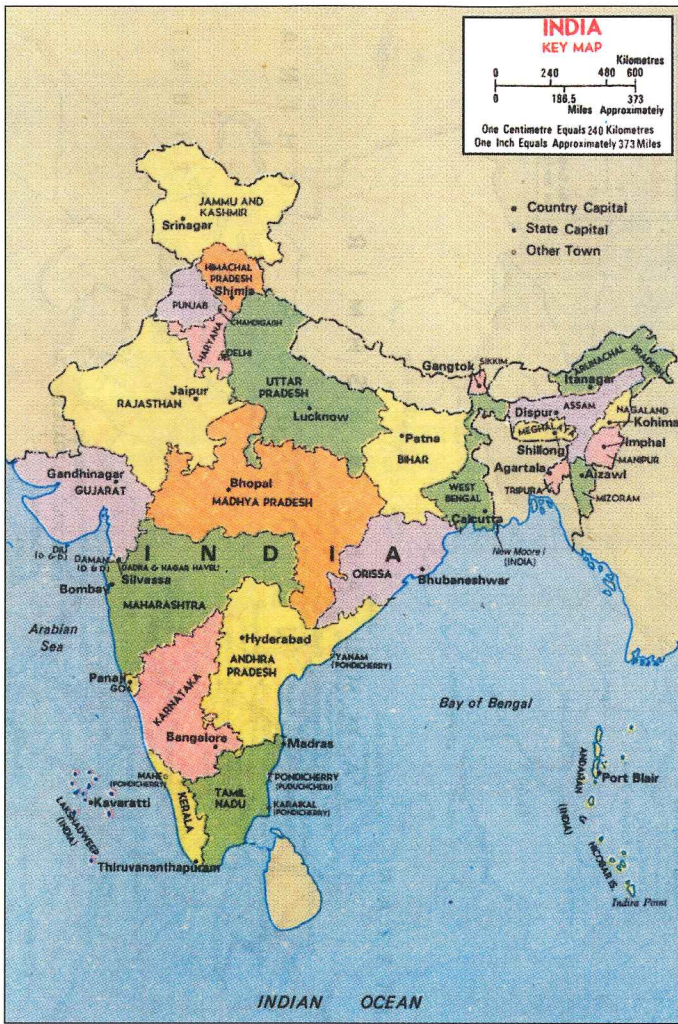 INDIA
KEY MAP
Kilometres
0 240 480 600
0 186.5 373
Miles Approximately
One Centimetre Equals 240 Kilometres
One Inch Equals Approximately 373 Miles
Country Capital
State Capital
Other Town
JAMMU AND
KASHMIR
Srinagar
HIMACHAL
PRADESH
Shimla
PUNJAB
CHANDIGARH
HARYANA
DELHI
RAJASTHAN
Jaipur
UTTAR
PRADESH
Lucknow
Gangtok
SIKKIM
ARUNACHAL PRADESH
Itanagar
Dispur
ASSAM
NAGALAND
Kohima
MEGHALAYA
Shillong
Imphal
MANIPUR
Agartala
TRIPURA
Aizawl
MIZORAM
Patna
BIHAR
WEST
BENGAL
Calcutta
New Moore I
(INDIA)
Gandhinagar
GUJARAT
Bhopal
MADHYA PRADESH
INDIA
DIU
(D. & D.)
DAMAN
(D. & D.)
DADRA & NAGAR HAVELI
Silvassa
Bombay
MAHARASHTRA
ORISSA
Bhubaneshwar
Arabian
Sea
Hyderabad
ANDHRA
PRADESH
YANAM
(PONDICHERRY)
Panaji
GOA
KARNATAKA
Bangalore
Bay of Bengal
Madras
MAHE
(PONDICHERRY)
PONDICHERRY
(PUDUCHCHERI)
KARAIKAL
(PONDICHERRY)
TAMIL
NADU
KERALA
Kavaratti
LAKSHADWEEP
(INDIA)
Thiruvananthapuram
ANDAMAN
(INDIA)
Port Blair
NICOBAR IS.
Indira Point
INDIAN OCEAN